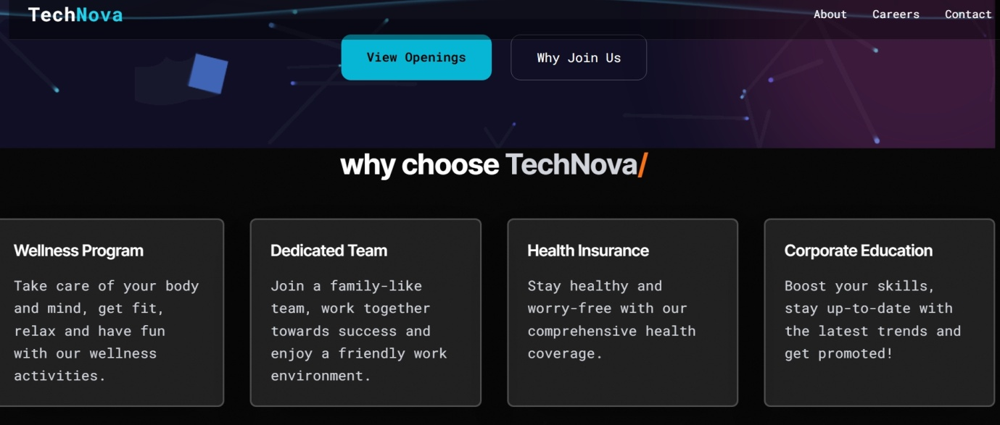 TechNova
About Careers Contact
View Openings
Why Join Us
why choose TechNova/
Wellness Program
Take care of your body
and mind, get fit,
relax and have fun
with our wellness
activities.
Dedicated Team
Join a family-like
team, work together
towards success and
enjoy a friendly work
environment.
Health Insurance
Stay healthy and
worry-free with our
comprehensive health
coverage.
Corporate Education
Boost your skills,
stay up-to-date with
the latest trends and
get promoted!